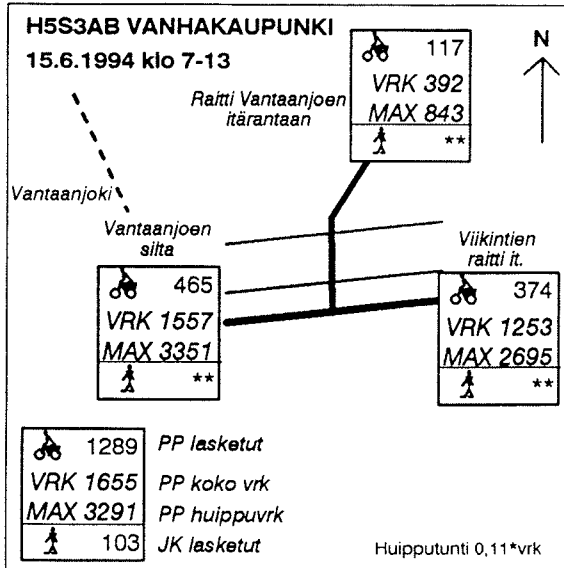 H5S3AB VANHAKAUPUNKI
15.6.1994 klo 7-13
N
117
VRK 392
MAX 843
**
Raitti Vantaanjoen
itärantaan
Vantaanjoki
Vantaanjoen
silta
465
VRK 1557
MAX 3351
**
Viikintien
raitti it.
374
VRK 1253
MAX 2695
**
1289 PP lasketut
VRK 1655 PP koko vrk
MAX 3291 PP huippuvrk
103 JK lasketut
Huipputunti 0,11*vrk